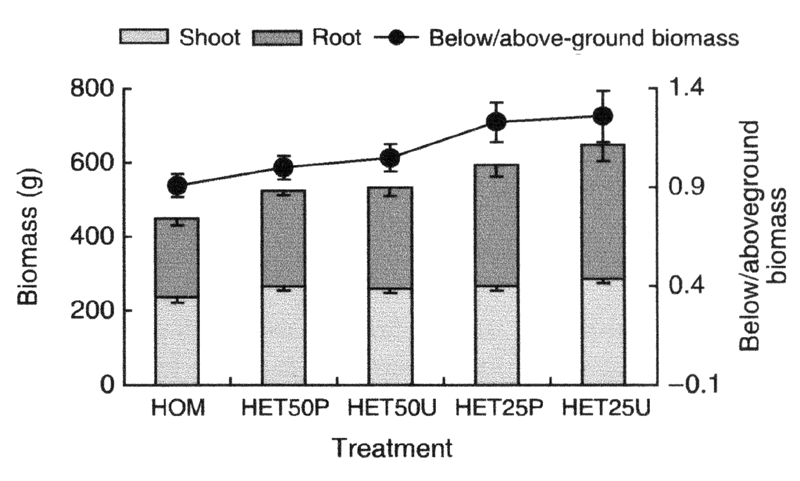 Shoot Root Below/above-ground biomass
800
600
400
200
0
Biomass (g)
1.4
0.9
0.4
−0.1
Below/aboveground
biomass
HOM HET50P HET50U HET25P HET25U
Treatment